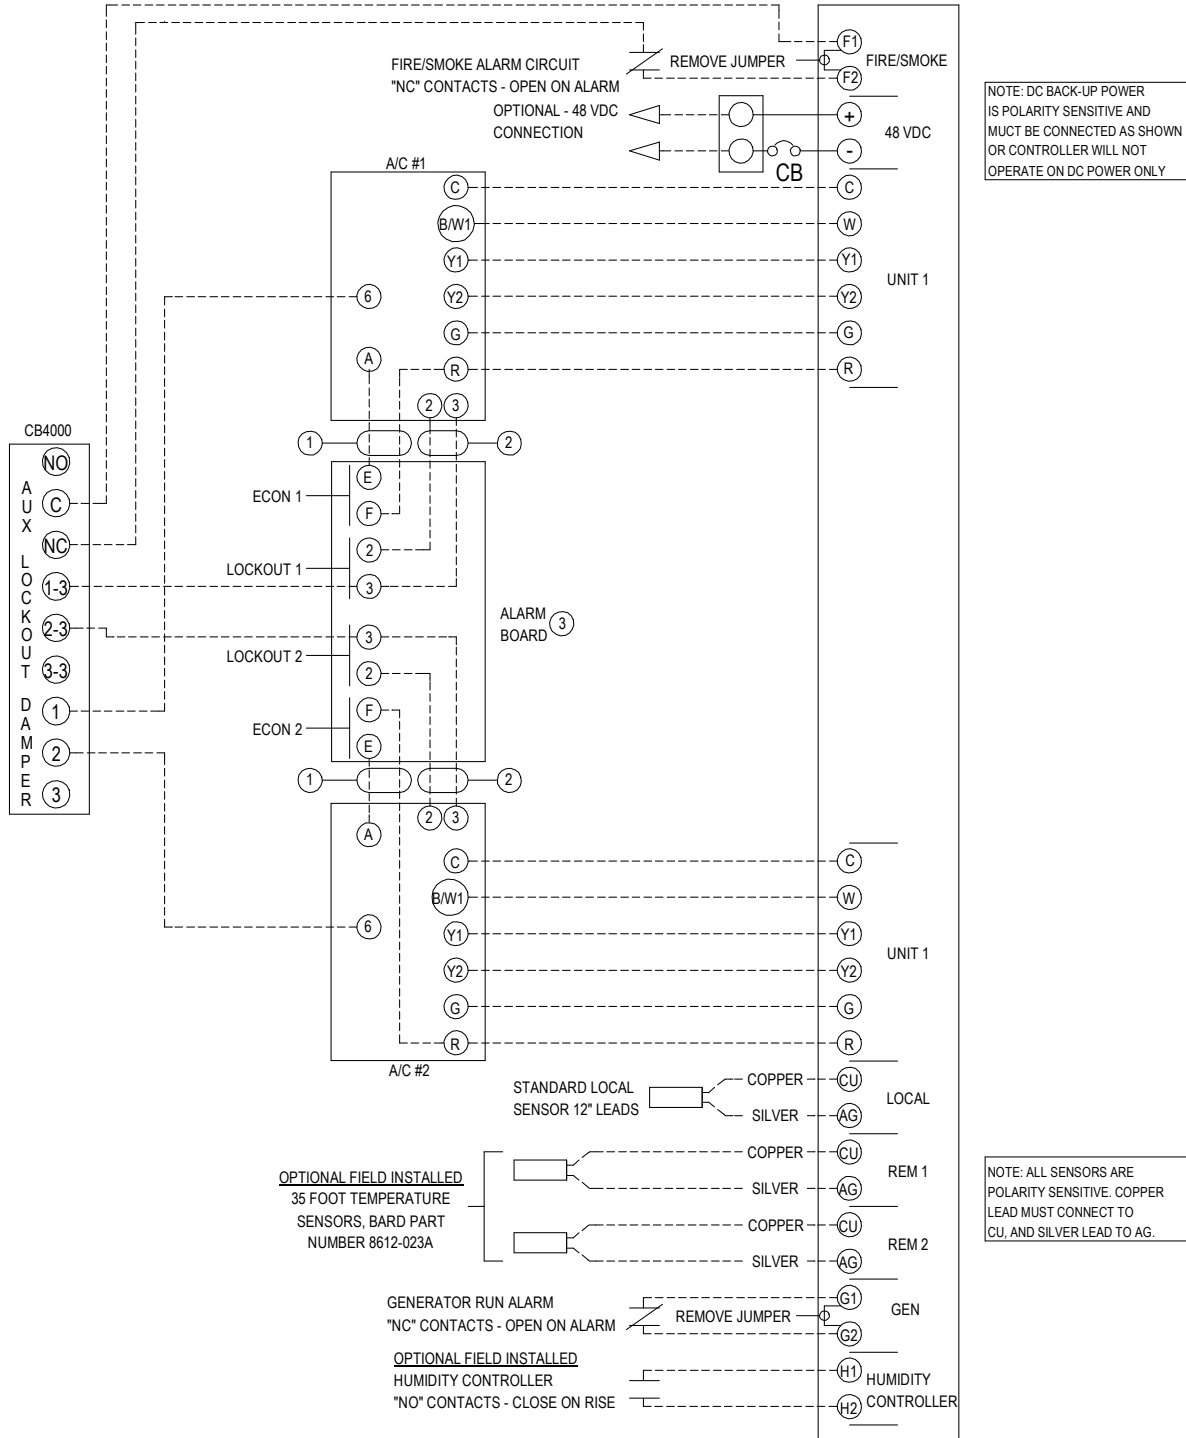 F1
FIRE/SMOKE ALARM CIRCUIT
REMOVE JUMPER
FIRE/SMOKE
"NC" CONTACTS - OPEN ON ALARM
F2
NOTE: DC BACK-UP POWER
IS POLARITY SENSITIVE AND
MUCT BE CONNECTED AS SHOWN
OR CONTROLLER WILL NOT
OPERATE ON DC POWER ONLY
OPTIONAL - 48 VDC
CONNECTION
+
48 VDC
-
CB
A/C #1
C
C
B/W1
W
Y1
Y1
UNIT 1
6
Y2
Y2
G
G
A
R
R
2
3
1
2
CB4000
AUX LOCKOUT DAMPER
NO
C
NC
1-3
2-3
3-3
1
2
3
ECON 1
E
F
LOCKOUT 1
2
3
ALARM
BOARD
3
LOCKOUT 2
3
2
ECON 2
F
E
1
2
2
3
A
C
C
B/W1
W
6
Y1
Y1
UNIT 1
Y2
Y2
G
G
R
R
A/C #2
STANDARD LOCAL
SENSOR 12" LEADS
COPPER
CU
LOCAL
SILVER
AG
OPTIONAL FIELD INSTALLED
35 FOOT TEMPERATURE
SENSORS, BARD PART
NUMBER 8612-023A
COPPER
CU
REM 1
SILVER
AG
COPPER
CU
REM 2
SILVER
AG
NOTE: ALL SENSORS ARE
POLARITY SENSITIVE. COPPER
LEAD MUST CONNECT TO
CU, AND SILVER LEAD TO AG.
GENERATOR RUN ALARM
"NC" CONTACTS - OPEN ON ALARM
REMOVE JUMPER
G1
GEN
G2
OPTIONAL FIELD INSTALLED
HUMIDITY CONTROLLER
"NO" CONTACTS - CLOSE ON RISE
H1
HUMIDITY
H2
CONTROLLER